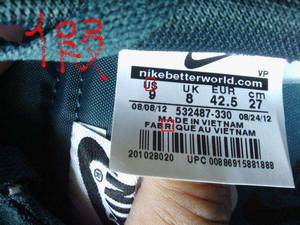 VP
nikebetterworld.com
US UK EUR cm
9 8 42.5 27
08/08/12 532487-330 08/24/12
MADE IN VIETNAM
FABRIQUE AU VIETNAM
201028020 UPC 00886915881888